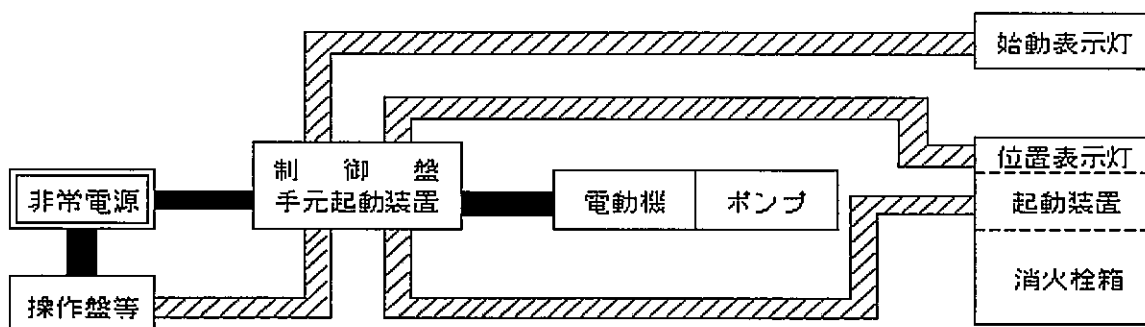 始動表示灯
位置表示灯
制御盤
手元起動装置
非常電源
電動機
ポンプ
起動装置
操作盤等
消火栓箱